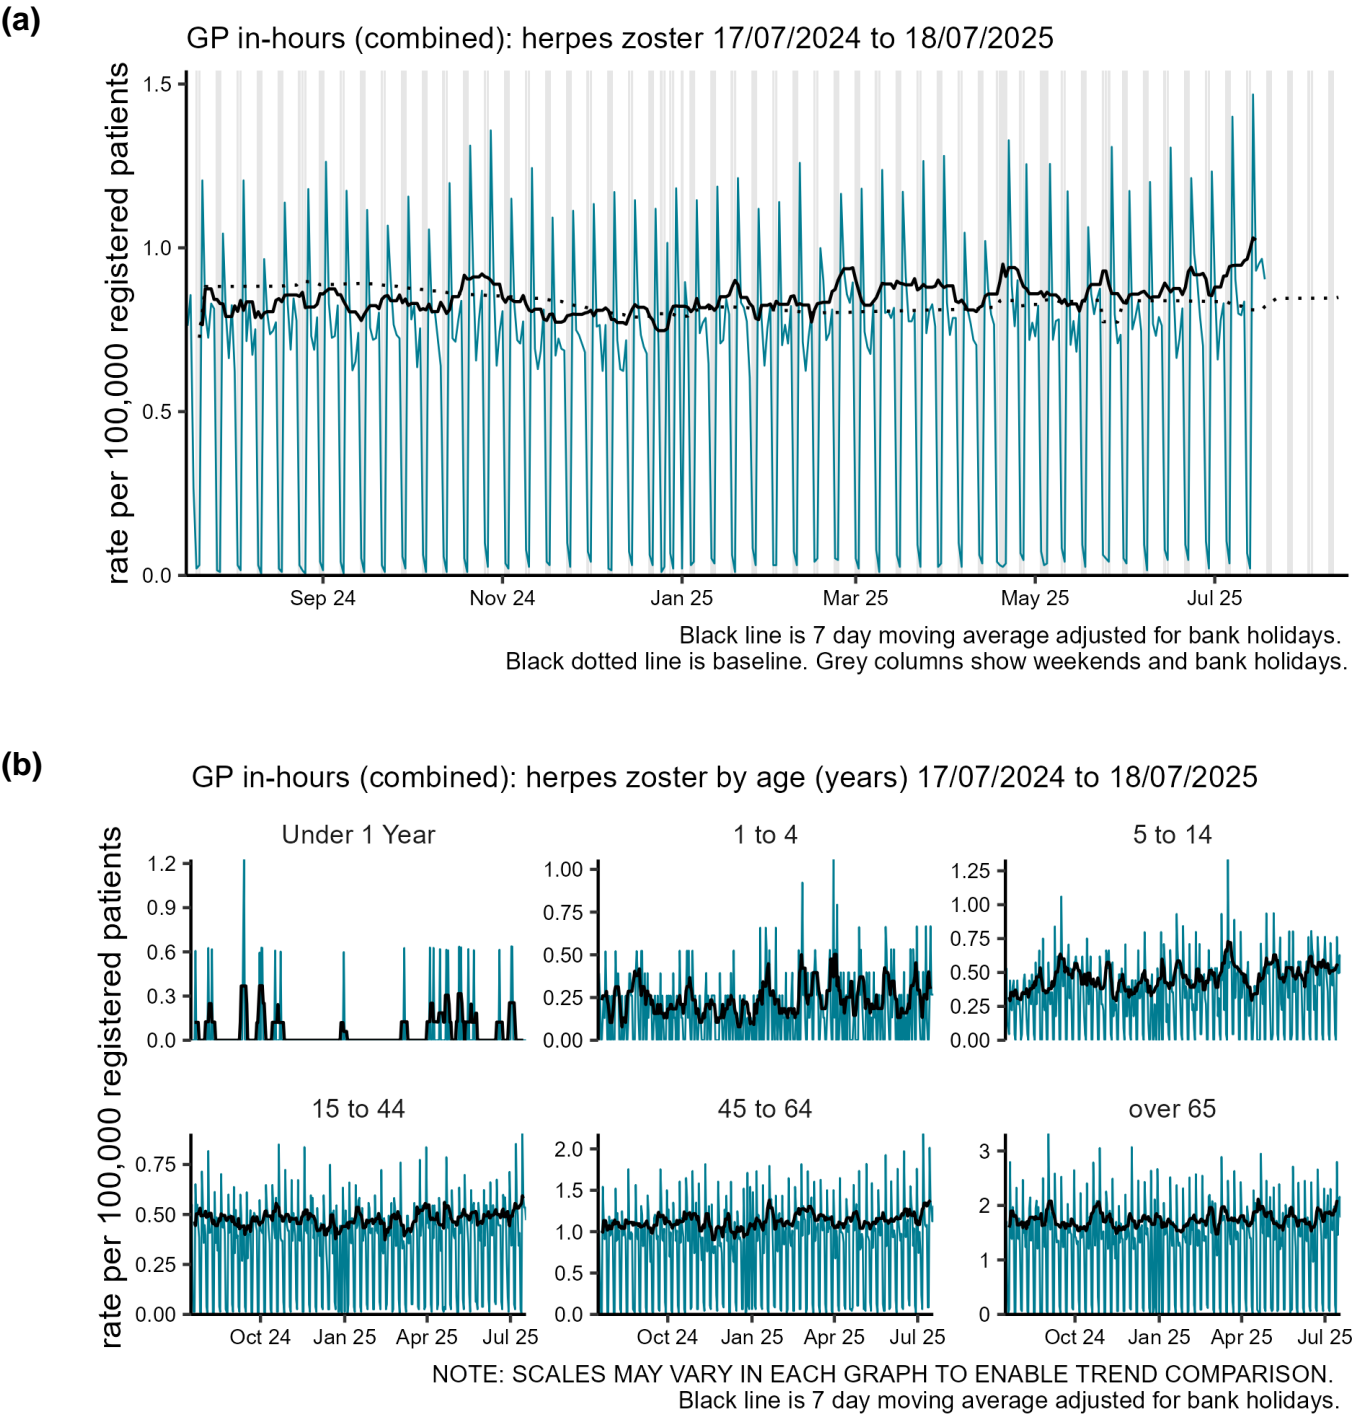 (a)
GP in-hours (combined): herpes zoster 17/07/2024 to 18/07/2025
rate per 100,000 registered patients
1.5
1.0
0.5
0.0
Sep 24 Nov 24 Jan 25 Mar 25 May 25 Jul 25
Black line is 7 day moving average adjusted for bank holidays.
Black dotted line is baseline. Grey columns show weekends and bank holidays.
(b)
GP in-hours (combined): herpes zoster by age (years) 17/07/2024 to 18/07/2025
rate per 100,000 registered patients
Under 1 Year
1.2
0.9
0.6
0.3
0.0
1 to 4
1.00
0.75
0.50
0.25
0.00
5 to 14
1.25
1.00
0.75
0.50
0.25
0.00
15 to 44
0.75
0.50
0.25
0.00
Oct 24 Jan 25 Apr 25 Jul 25
45 to 64
2.0
1.5
1.0
0.5
0.0
Oct 24 Jan 25 Apr 25 Jul 25
over 65
3
2
1
0
Oct 24 Jan 25 Apr 25 Jul 25
NOTE: SCALES MAY VARY IN EACH GRAPH TO ENABLE TREND COMPARISON.
Black line is 7 day moving average adjusted for bank holidays.